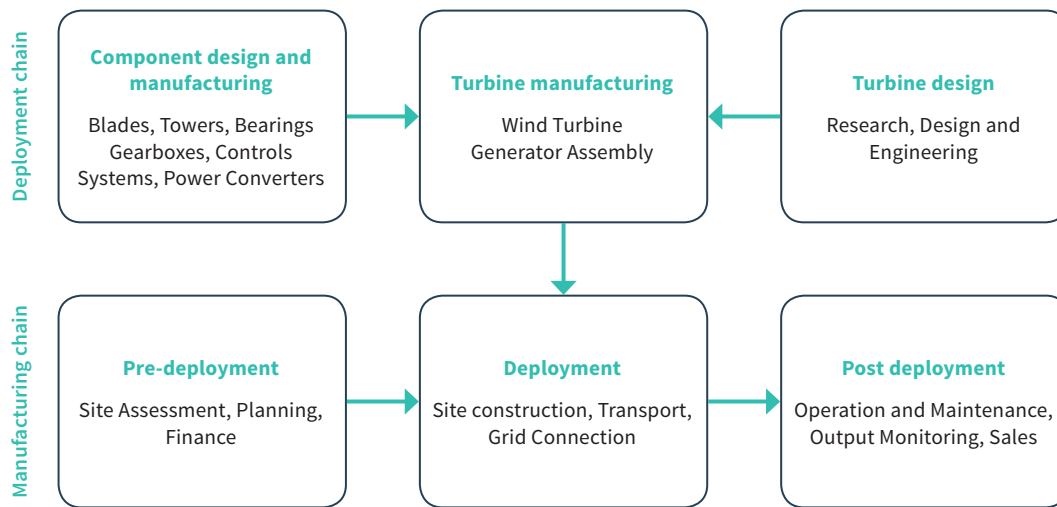 Deployment chain
Component design and
manufacturing
Blades, Towers, Bearings
Gearboxes, Controls
Systems, Power Converters
Turbine manufacturing
Wind Turbine
Generator Assembly
Turbine design
Research, Design and
Engineering
Manufacturing chain
Pre-deployment
Site Assessment, Planning,
Finance
Deployment
Site construction, Transport,
Grid Connection
Post deployment
Operation and Maintenance,
Output Monitoring, Sales